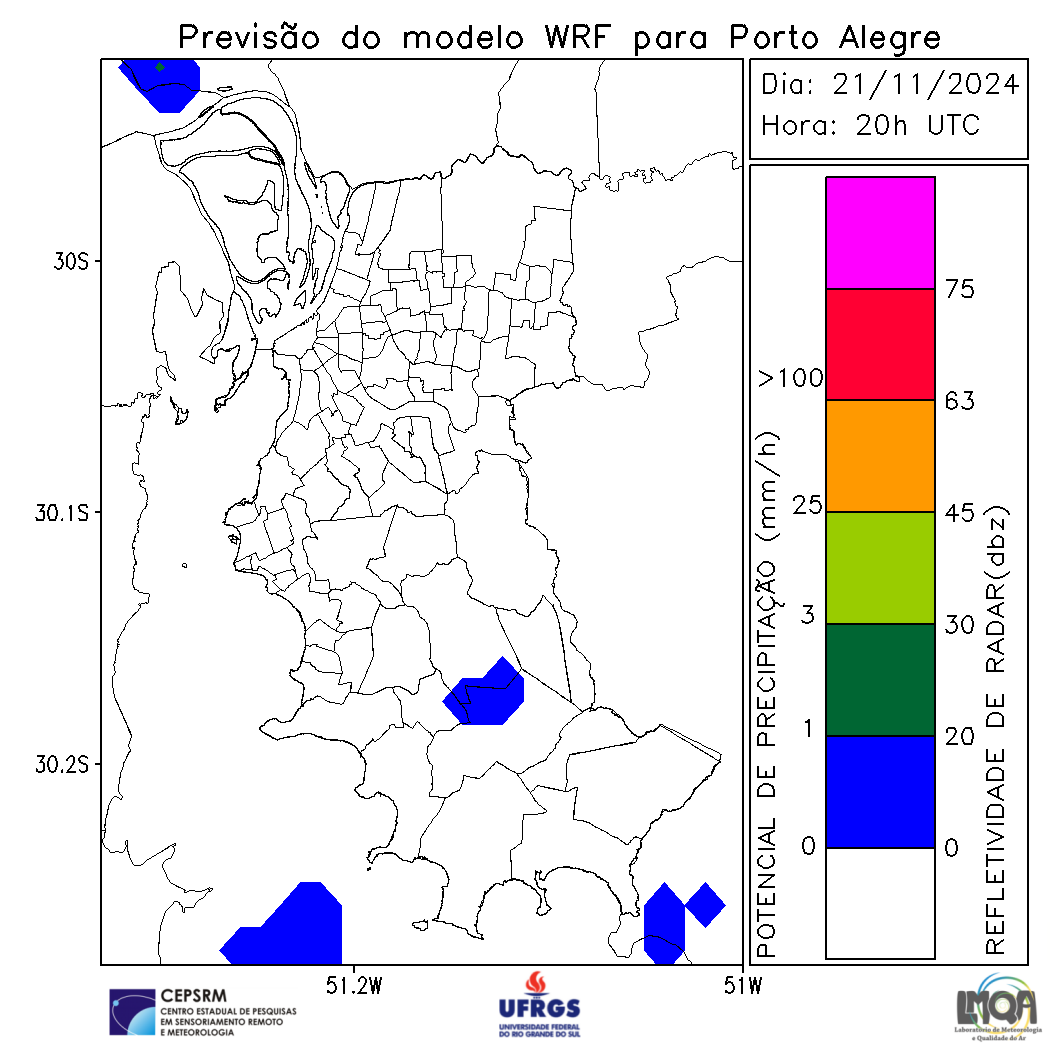 Previsão do modelo WRF para Porto Alegre
Dia: 21/11/2024
Hora: 20h UTC
30S
30.1S
30.2S
51.2W
51W
POTENCIAL DE PRECIPITAÇÃO (mm/h)
>100
25
3
1
0
75
63
45
30
20
0
REFLETIVIDADE DE RADAR(dbz)
CEPSRM
CENTRO ESTADUAL DE PESQUISAS
EM SENSORIAMENTO REMOTO
E METEOROLOGIA
UFRGS
UNIVERSIDADE FEDERAL
DO RIO GRANDE DO SUL
LMQA
Laboratório de Meteorologia
e Qualidade do Ar